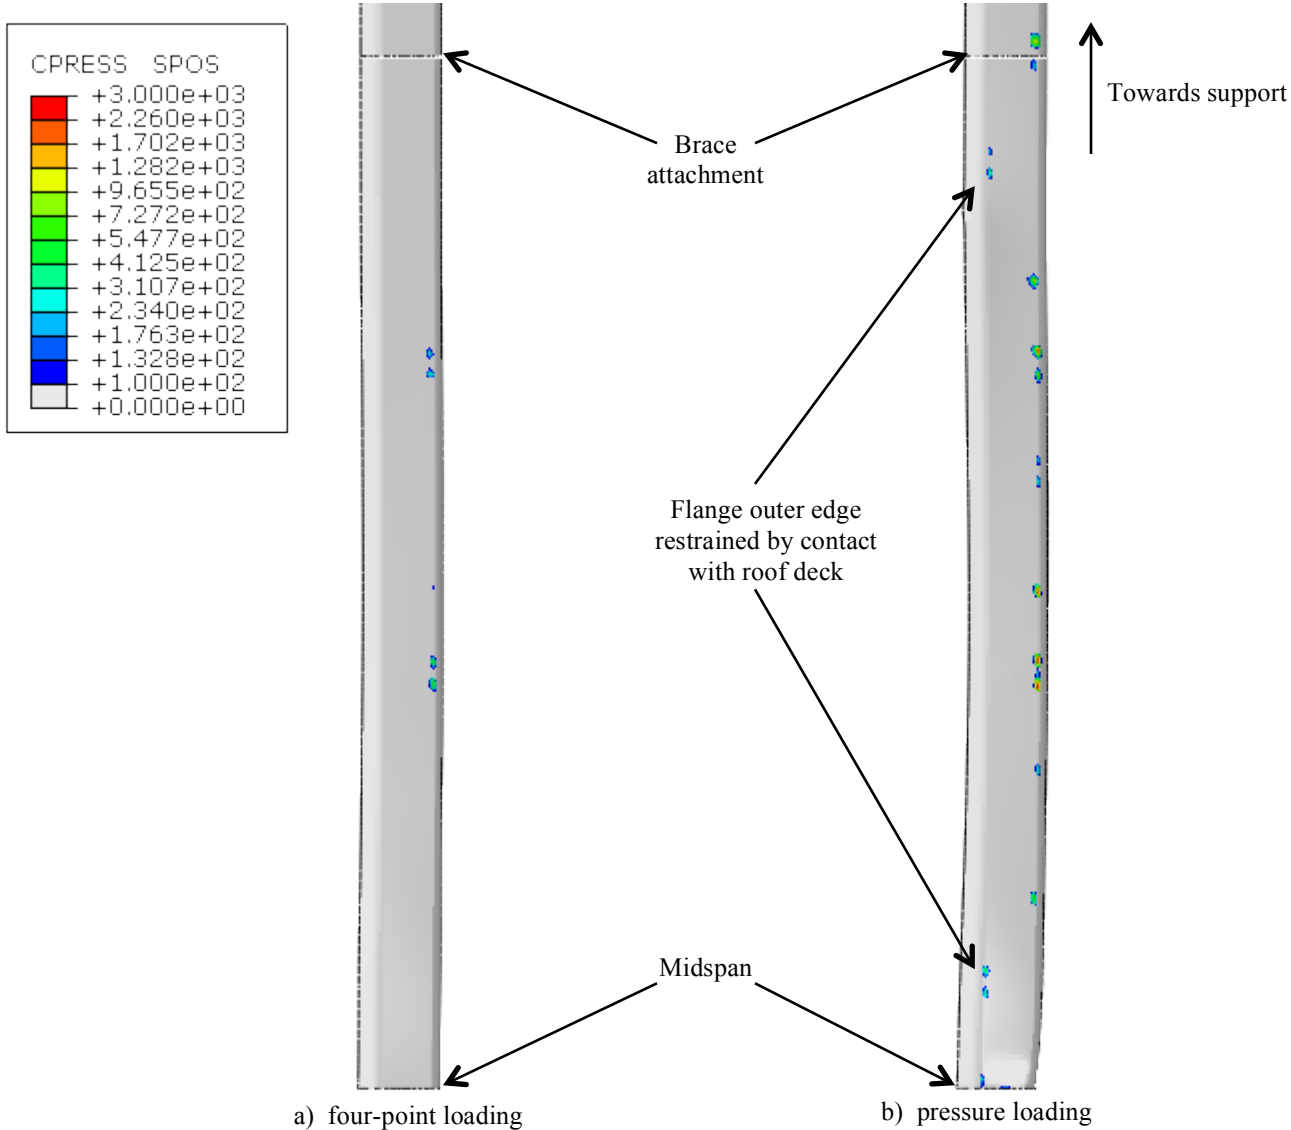 CPRESS SPOS
+3.000e+03
+2.260e+03
+1.702e+03
+1.282e+03
+9.655e+02
+7.272e+02
+5.477e+02
+4.125e+02
+3.107e+02
+2.340e+02
+1.763e+02
+1.328e+02
+1.000e+02
+0.000e+00
Towards support
Brace
attachment
Flange outer edge
restrained by contact
with roof deck
Midspan
a) four-point loading
b) pressure loading